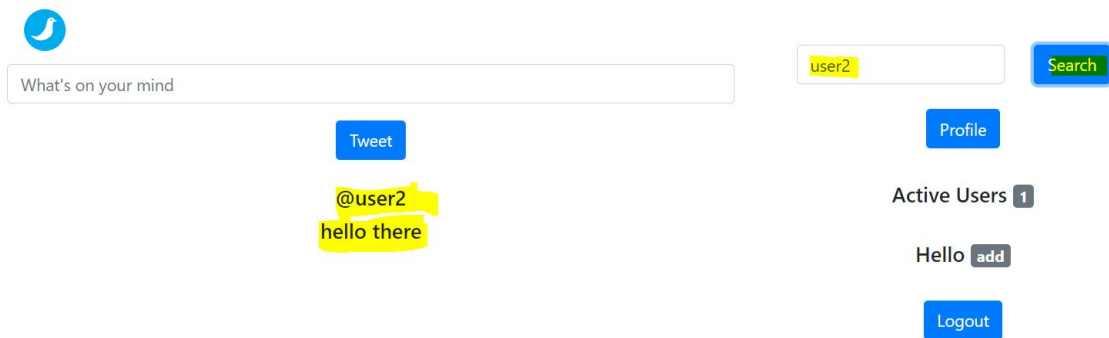 What's on your mind
Tweet
@user2
hello there
user2
Search
Profile
Active Users 1
Hello add
Logout